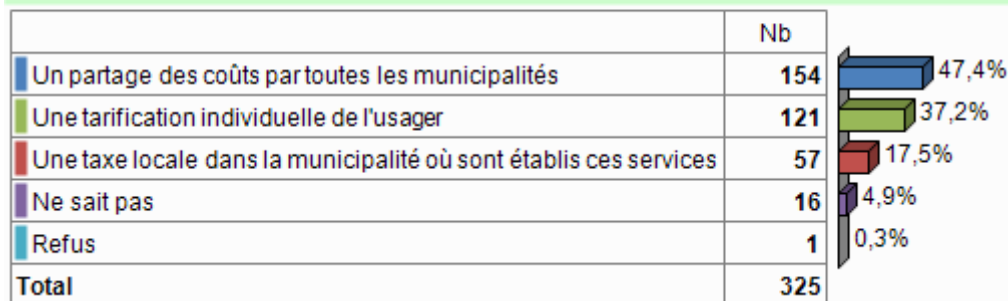 Nb
Un partage des coûts par toutes les municipalités 154 47,4%
Une tarification individuelle de l'usager 121 37,2%
Une taxe locale dans la municipalité où sont établis ces services 57 17,5%
Ne sait pas 16 4,9%
Refus 1 0,3%
Total 325